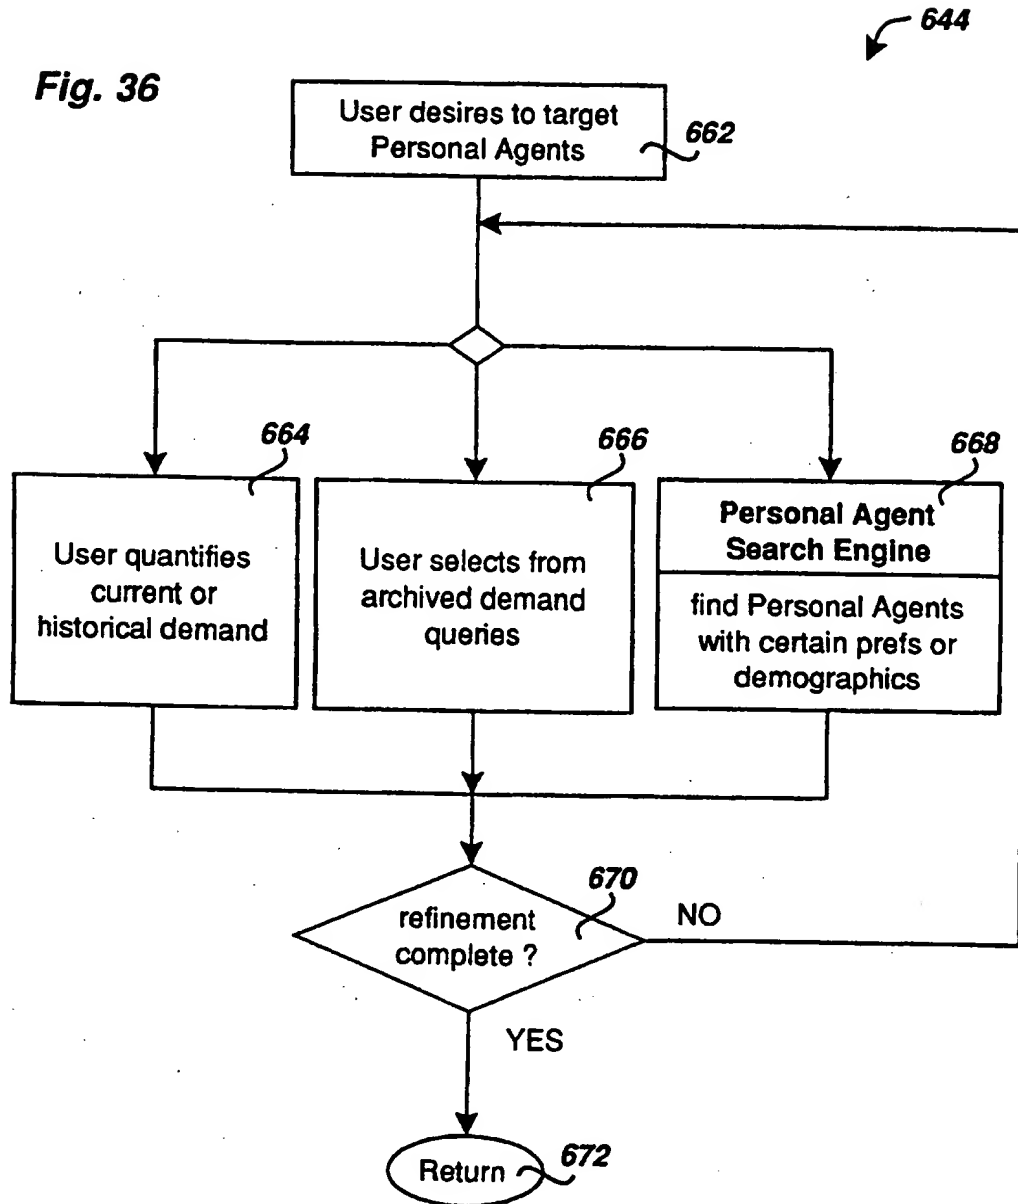 644
Fig. 36
User desires to target
Personal Agents
662
664
666
668
User quantifies
current or
historical demand
User selects from
archived demand
queries
Personal Agent
Search Engine
find Personal Agents
with certain prefs or
demographics
670
refinement
complete ?
NO
YES
Return
672